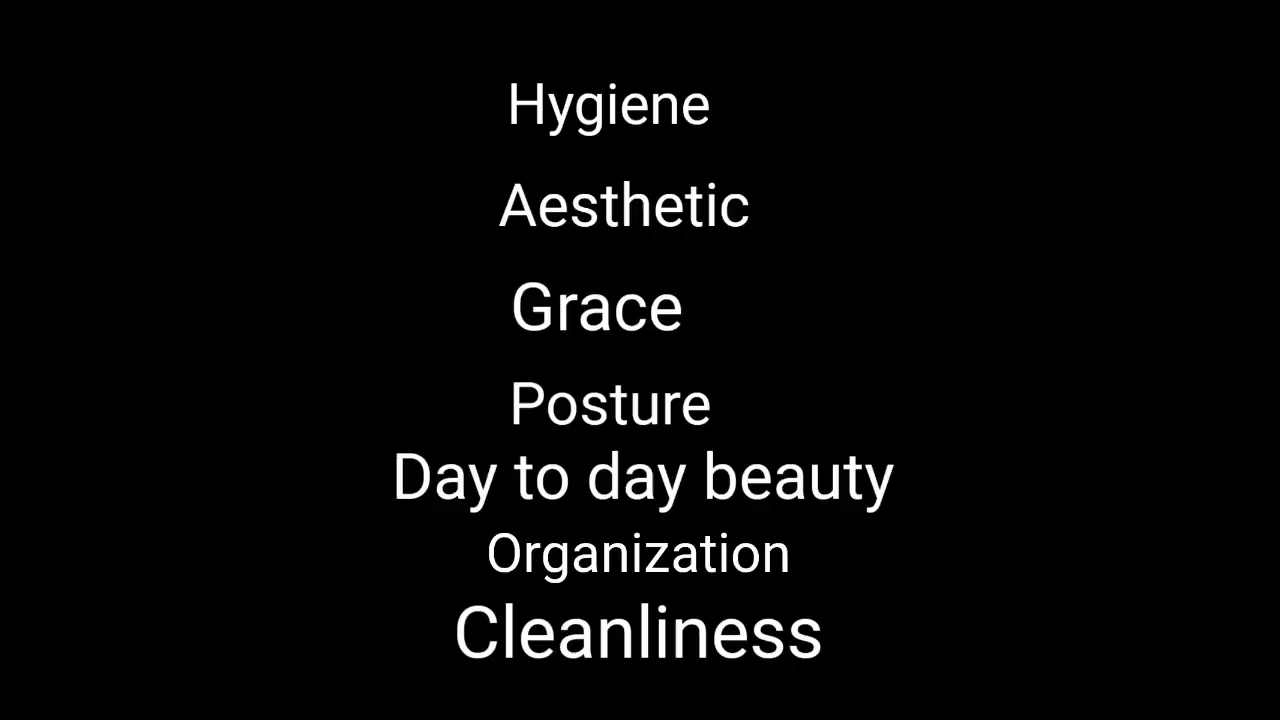 Hygiene
Aesthetic
Grace
Posture
Day to day beauty
Organization
Cleanliness